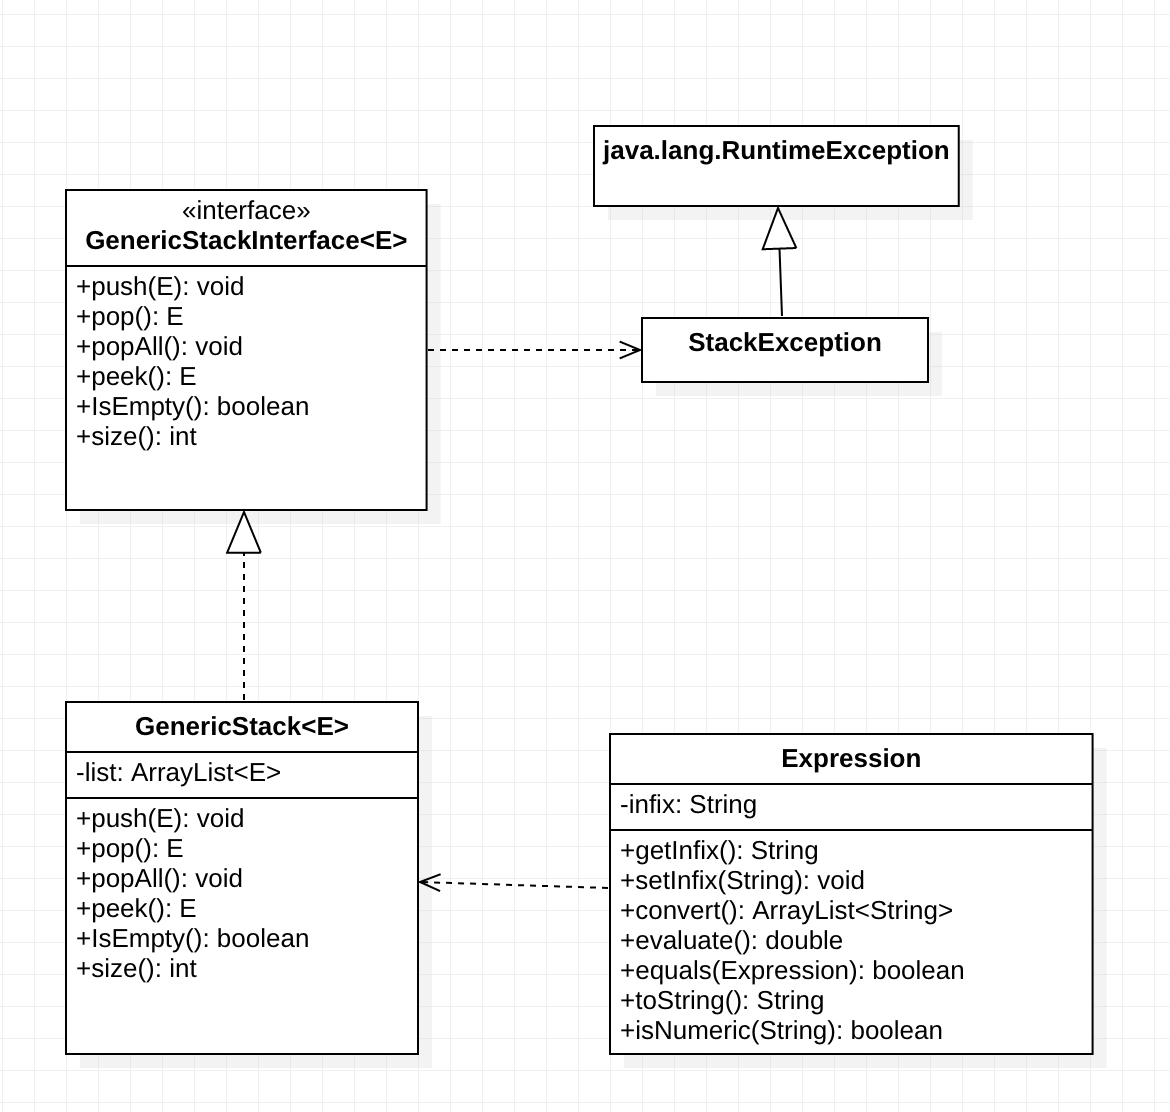 java.lang.RuntimeException
«interface»
GenericStackInterface<E>
+push(E): void
+pop(): E
+popAll(): void
+peek(): E
+IsEmpty(): boolean
+size(): int
StackException
GenericStack<E>
-list: ArrayList<E>
+push(E): void
+pop(): E
+popAll(): void
+peek(): E
+IsEmpty(): boolean
+size(): int
Expression
-infix: String
+getInfix(): String
+setInfix(String): void
+convert(): ArrayList<String>
+evaluate(): double
+equals(Expression): boolean
+toString(): String
+isNumeric(String): boolean